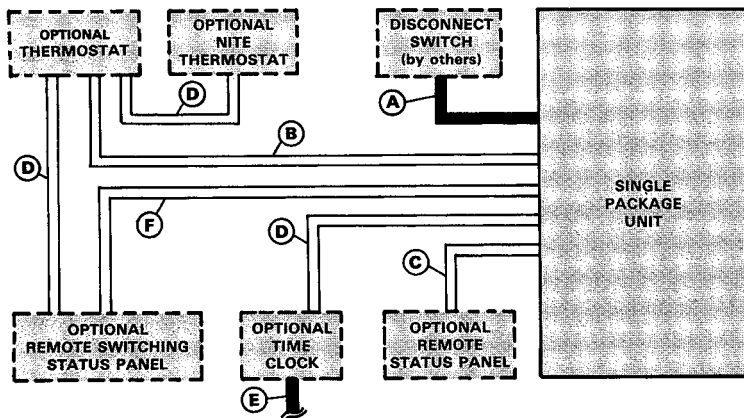 OPTIONAL
THERMOSTAT
OPTIONAL
NITE
THERMOSTAT
DISCONNECT
SWITCH
(by others)
D
A
B
D
F
D
C
SINGLE
PACKAGE
UNIT
OPTIONAL
REMOTE SWITCHING
STATUS PANEL
OPTIONAL
TIME
CLOCK
OPTIONAL
REMOTE
STATUS PANEL
E